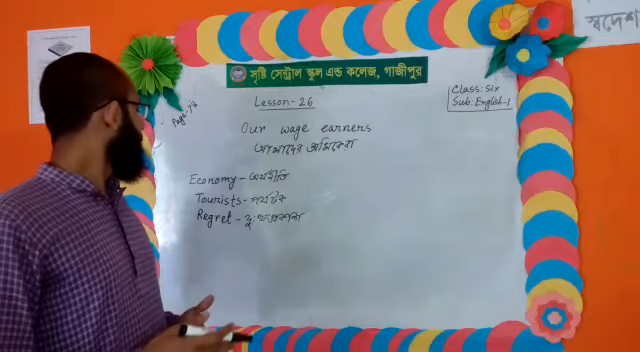 সৃষ্টি সেন্ট্রাল স্কুল এন্ড কলেজ, গাজীপুর
স্বদেশ
Page-78
Lesson-26
Class: Six
Sub: English-1
Our wage earners
আমাদের শ্রমিকেরা
Economy - অর্থনীতি
Tourists - পর্যটক
Regret - দুঃখপ্রকাশ